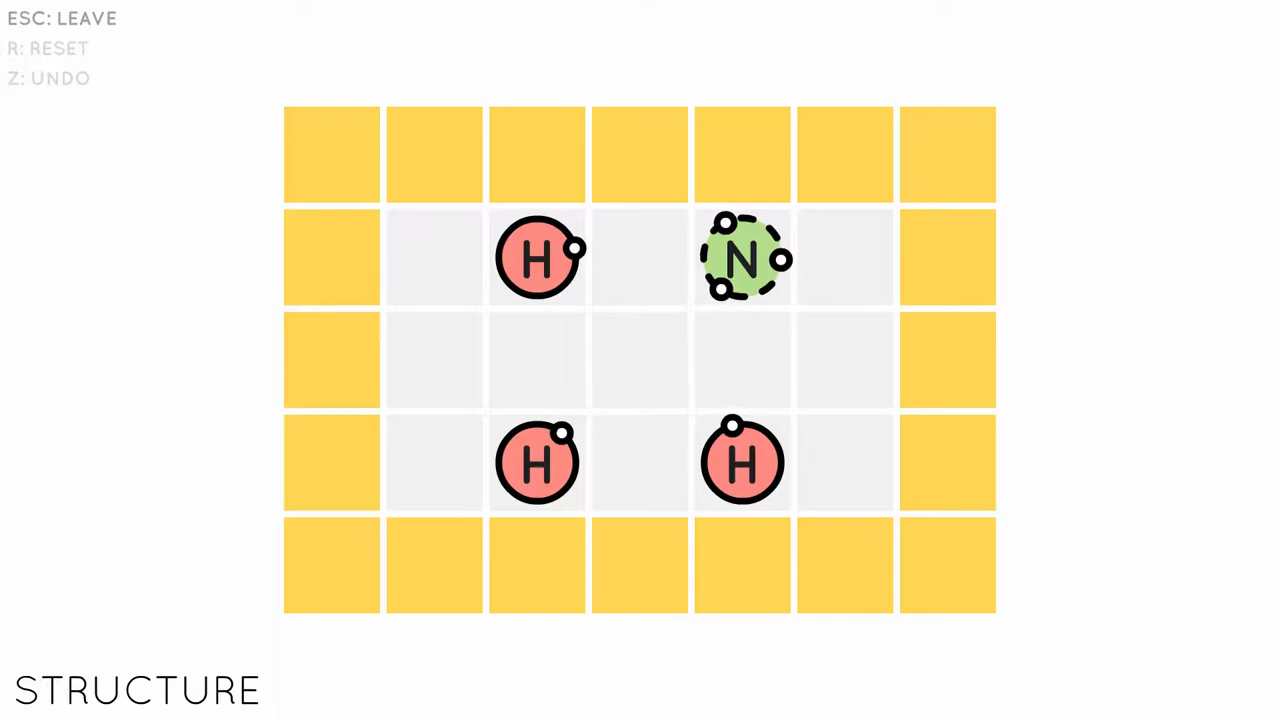 ESC: LEAVE
R: RESET
Z: UNDO
H N
H H
STRUCTURE